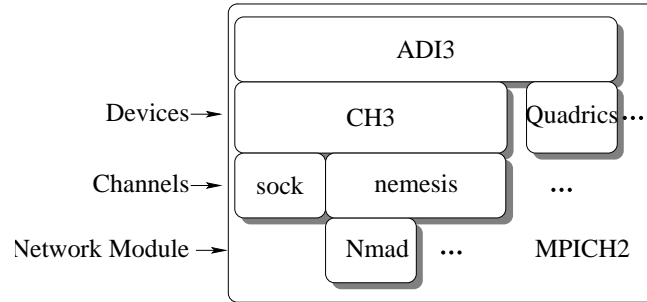 ADI3
Devices CH3 Quadrics ...
Channels sock nemesis ...
Network Module Nmad ... MPICH2